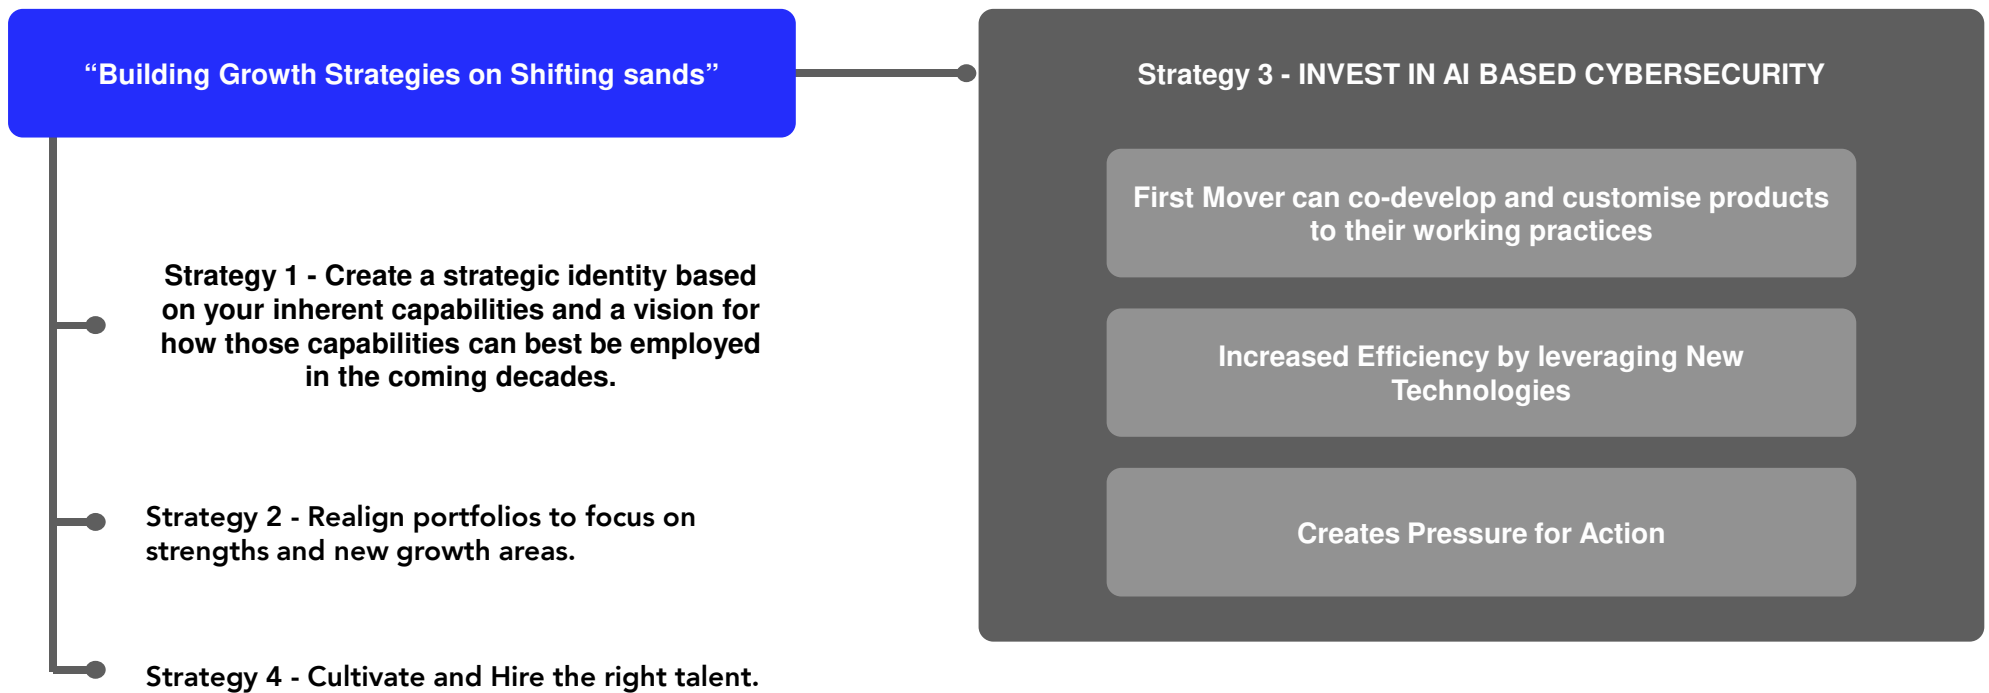 “Building Growth Strategies on Shifting sands”
Strategy 1 - Create a strategic identity based
on your inherent capabilities and a vision for
how those capabilities can best be employed
in the coming decades.
Strategy 2 - Realign portfolios to focus on
strengths and new growth areas.
Strategy 4 - Cultivate and Hire the right talent.
Strategy 3 - INVEST IN AI BASED CYBERSECURITY
First Mover can co-develop and customise products
to their working practices
Increased Efficiency by leveraging New
Technologies
Creates Pressure for Action